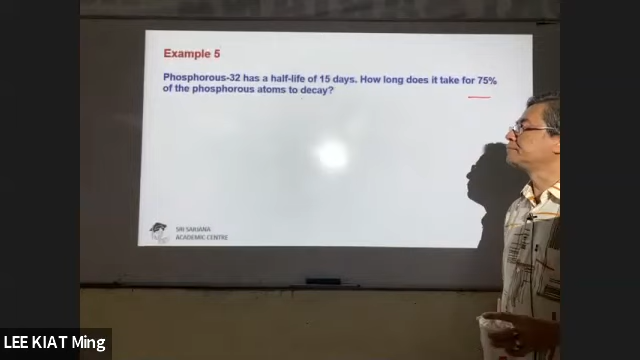 Example 5
Phosphorous-32 has a half-life of 15 days. How long does it take for 75%
of the phosphorous atoms to decay?
SRI SARJANA
ACADEMIC CENTRE
LEE KIAT Ming